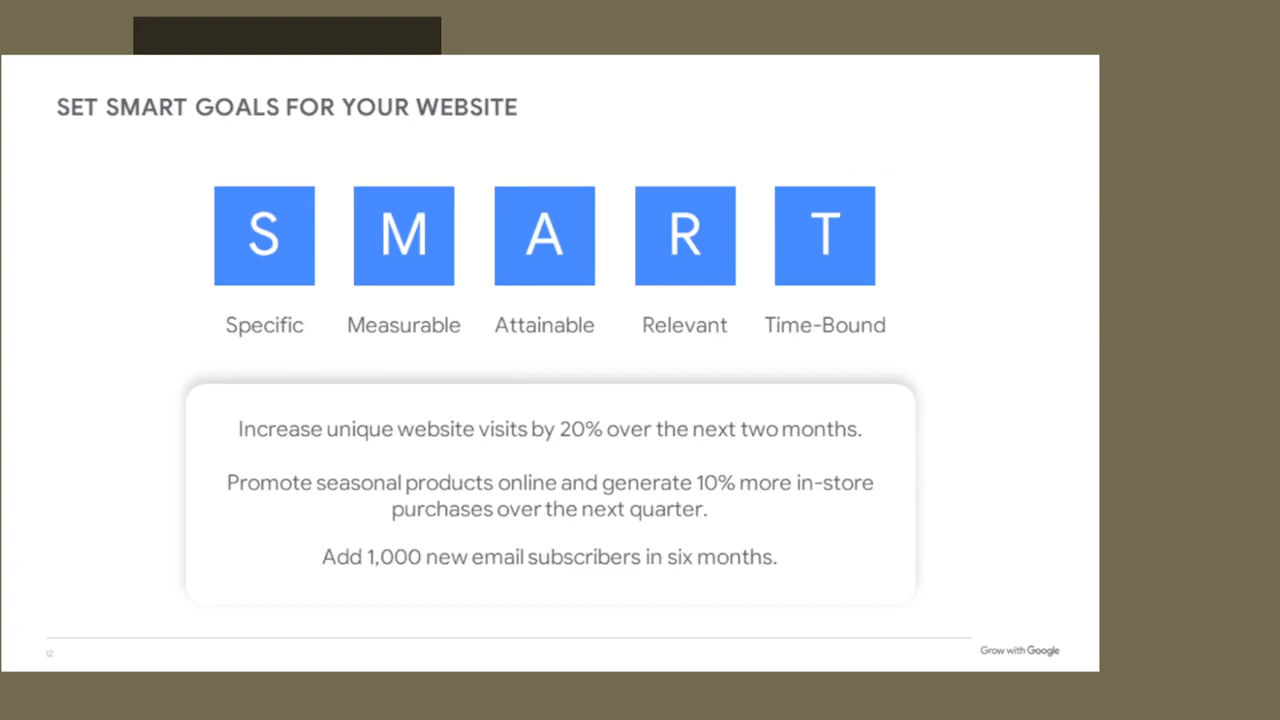 SET SMART GOALS FOR YOUR WEBSITE
S M A R T
Specific Measurable Attainable Relevant Time-Bound
Increase unique website visits by 20% over the next two months.
Promote seasonal products online and generate 10% more in-store
purchases over the next quarter.
Add 1,000 new email subscribers in six months.
12
Grow with Google